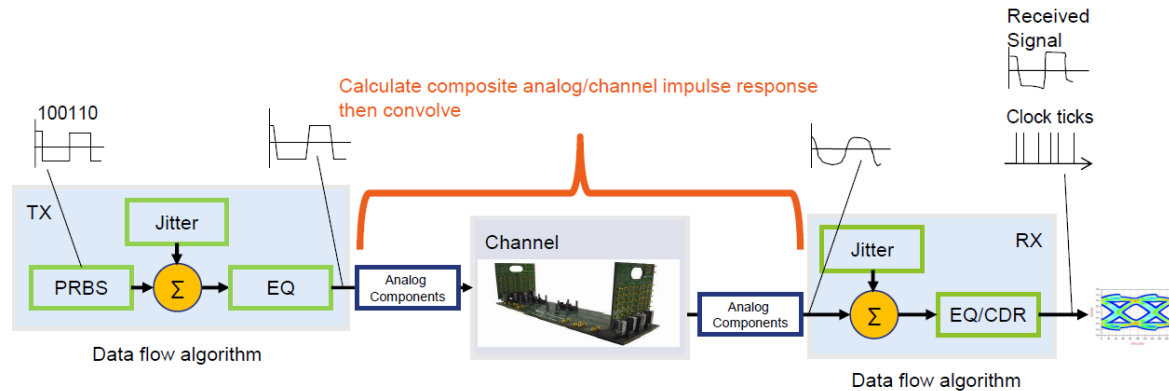 Received
Signal
Calculate composite analog/channel impulse response
then convolve
100110
Clock ticks
TX
Jitter
PRBS
Σ
EQ
Analog
Components
Channel
Analog
Components
RX
Jitter
Σ
EQ/CDR
Data flow algorithm
Data flow algorithm